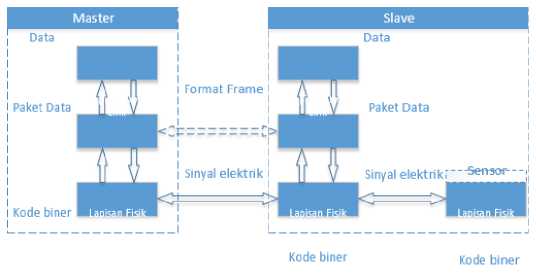 Master
Slave
Data
Data
Paket Data
Format Frame
Paket Data
Sinyal elektrik
Sinyal elektrik
Sensor
Kode biner
Lapisan Fisik
Lapisan Fisik
Lapisan Fisik
Kode biner
Kode biner